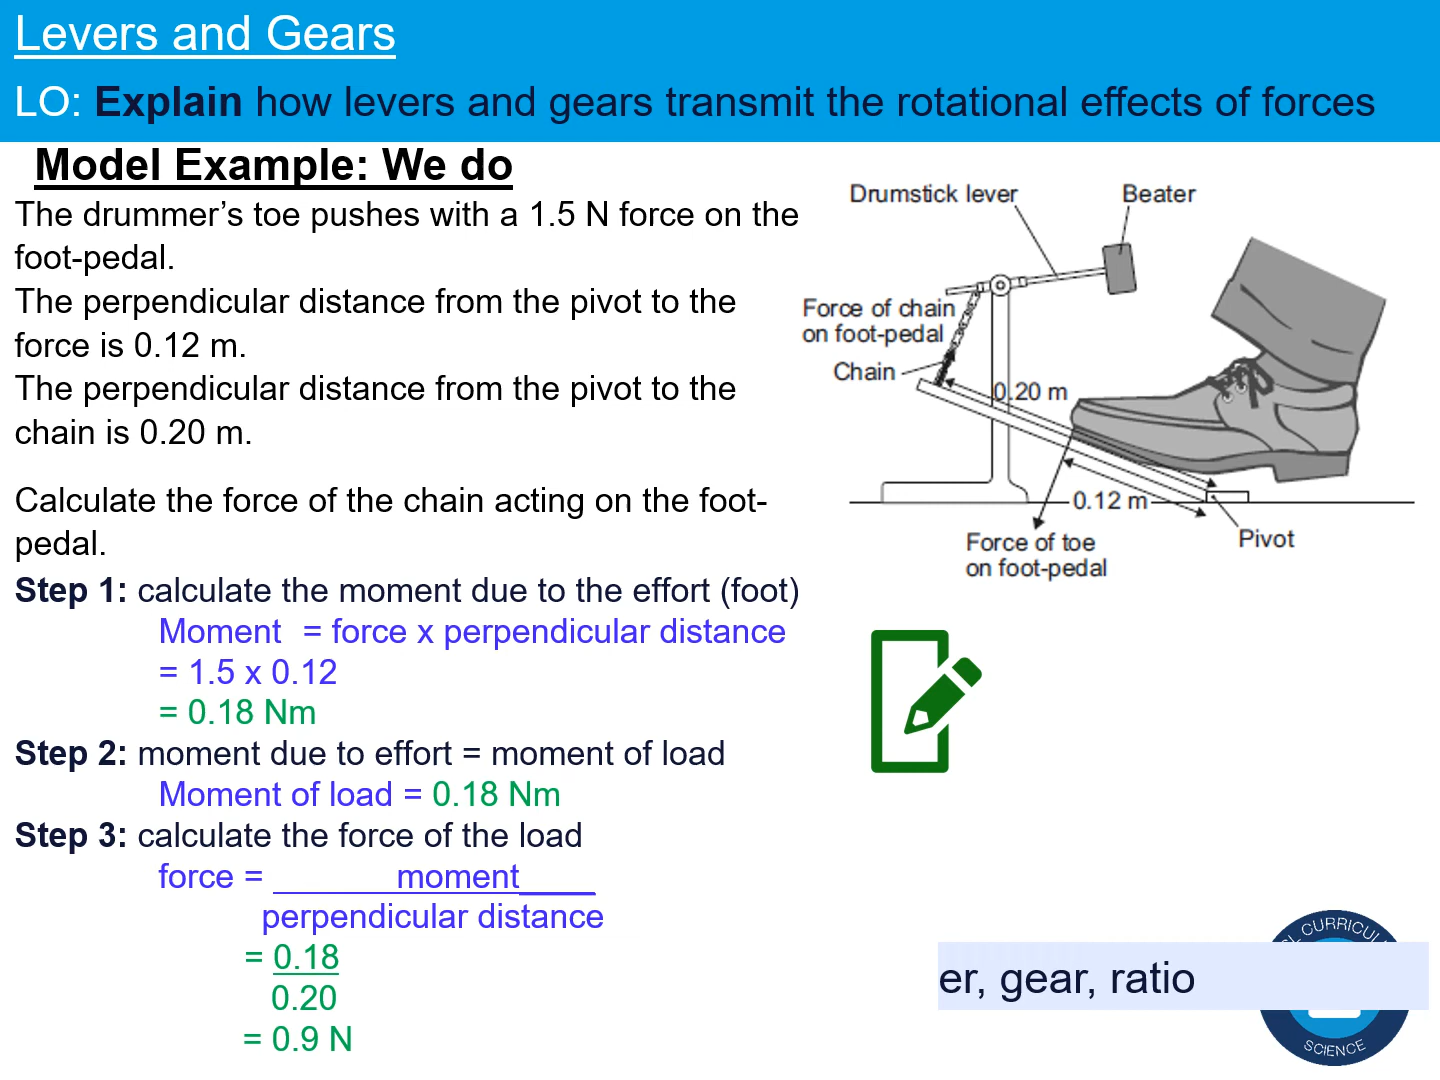 Levers and Gears
LO: Explain how levers and gears transmit the rotational effects of forces
Model Example: We do
The drummer’s toe pushes with a 1.5 N force on the
foot-pedal.
The perpendicular distance from the pivot to the
force is 0.12 m.
The perpendicular distance from the pivot to the
chain is 0.20 m.
Calculate the force of the chain acting on the foot-
pedal.
Step 1: calculate the moment due to the effort (foot)
Moment = force x perpendicular distance
= 1.5 x 0.12
= 0.18 Nm
Step 2: moment due to effort = moment of load
Moment of load = 0.18 Nm
Step 3: calculate the force of the load
force = moment
perpendicular distance
= 0.18
0.20
= 0.9 N
Drumstick lever
Beater
Force of chain
on foot-pedal
Chain
0.20 m
0.12 m
Force of toe
on foot-pedal
Pivot
er, gear, ratio
SCIENCE